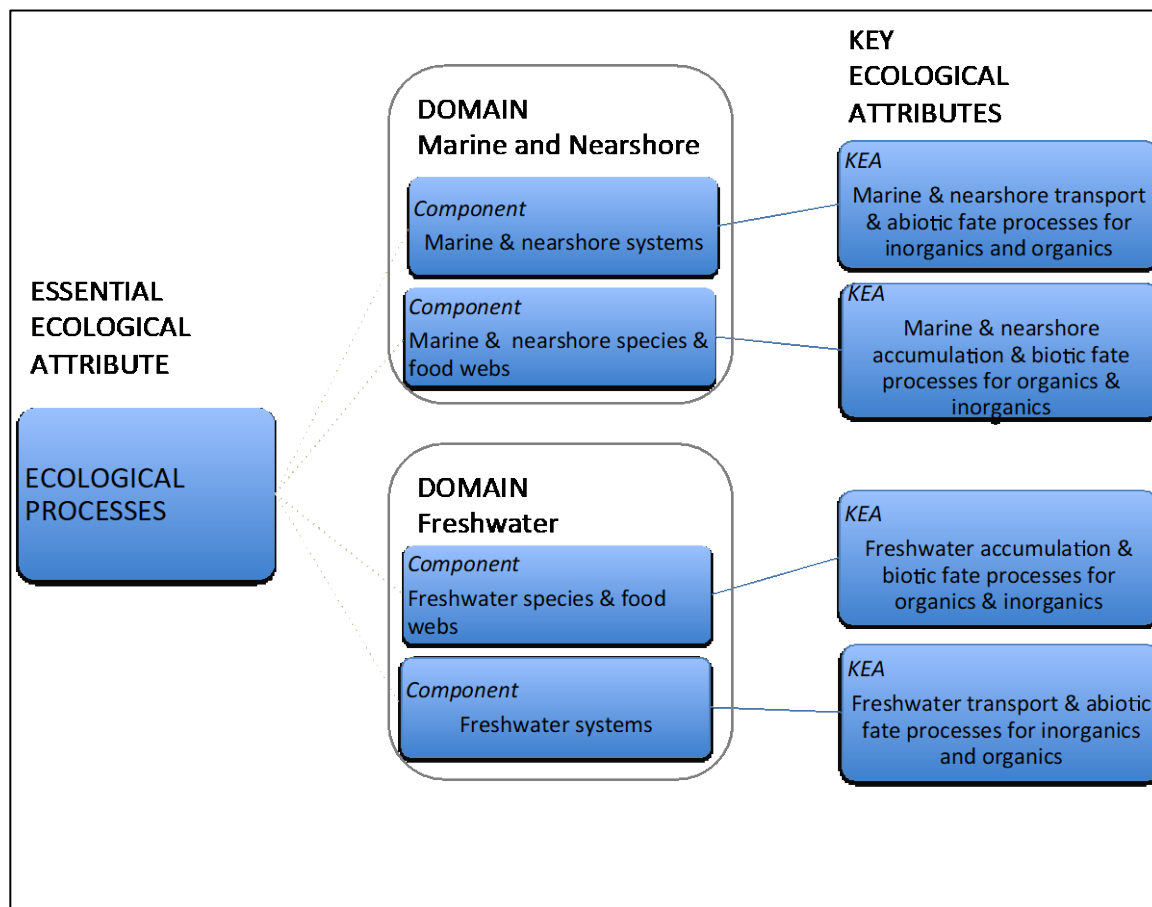 ESSENTIAL
ECOLOGICAL
ATTRIBUTE
ECOLOGICAL
PROCESSES
DOMAIN
Marine and Nearshore
Component
Marine & nearshore systems
Component
Marine & nearshore species &
food webs
DOMAIN
Freshwater
Component
Freshwater species & food
webs
Component
Freshwater systems
KEY
ECOLOGICAL
ATTRIBUTES
KEA
Marine & nearshore transport
& abiotic fate processes for
inorganics and organics
KEA
Marine & nearshore
accumulation & biotic fate
processes for organics &
inorganics
KEA
Freshwater accumulation &
biotic fate processes for
organics & inorganics
KEA
Freshwater transport & abiotic
fate processes for inorganics
and organics